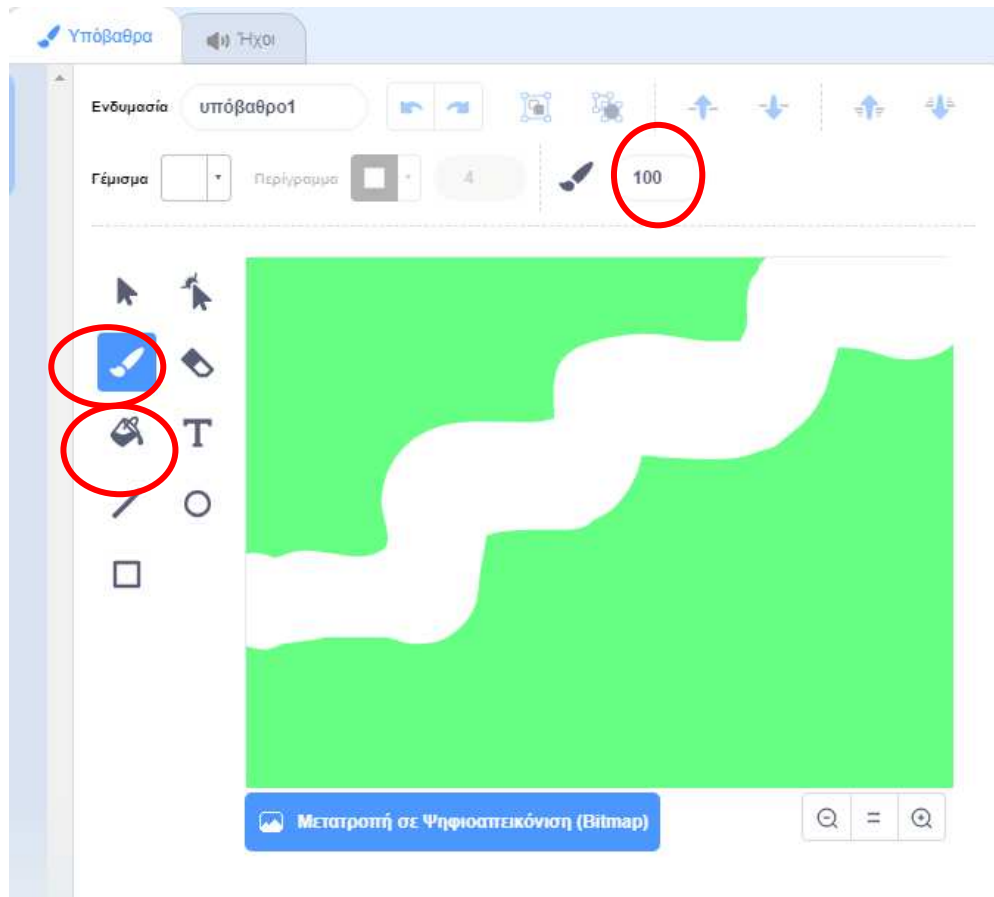 Υπόβαθρα Ήχοι
Ενδυμασία υπόβαθρο1
Γέμισμα Περίγραμμα 4 100
T
Μετατροπή σε Ψηφιοαπεικόνιση (Bitmap)